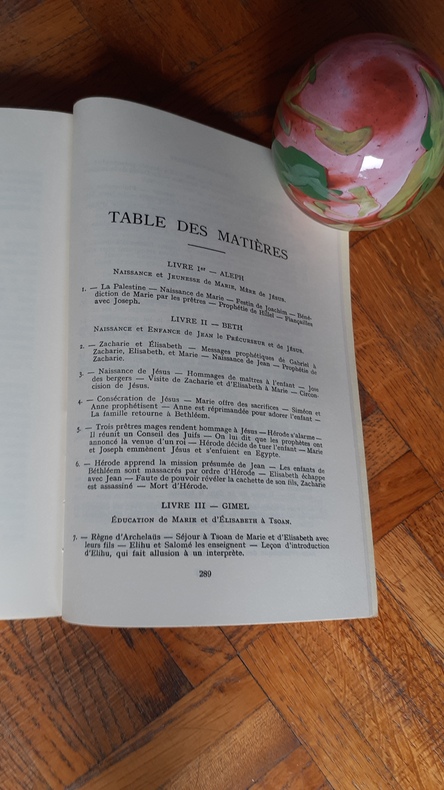 TABLE DES MATIÈRES
LIVRE Iᵉʳ — ALEPH
Naissance et Jeunesse de Marie, Mère de Jésus.
1. — La Palestine — Naissance de Marie — Festin de Joachim — Béné-
diction de Marie par les prêtres — Prophétie de Hillel — Fiançailles
avec Joseph.
LIVRE II — BETH
Naissance et Enfance de Jean le Précurseur et de Jésus.
2. — Zacharie et Élisabeth — Messages prophétiques de Gabriel à
Zacharie, Elisabeth, et Marie — Naissance de Jean — Prophétie de
Zacharie.
3. — Naissance de Jésus — Hommages de maîtres à l'enfant — Joie
des bergers — Visite de Zacharie et d'Elisabeth à Marie — Circon-
cision de Jésus.
4. — Consécration de Jésus — Marie offre des sacrifices — Siméon et
Anne prophétisent — Anne est réprimandée pour adorer l'enfant —
La famille retourne à Bethléem.
5. — Trois prêtres mages rendent hommage à Jésus — Hérode s'alarme —
Il réunit un Conseil des Juifs — On lui dit que les prophètes ont
annoncé la venue d'un roi — Hérode décide de tuer l'enfant — Marie
et Joseph emmènent Jésus et s'enfuient en Egypte.
6. — Hérode apprend la mission présumée de Jean — Les enfants de
Béthléem sont massacrés par ordre d'Hérode — Elisabeth échappe
avec Jean — Faute de pouvoir révéler la cachette de son fils, Zacharie
est assassiné — Mort d'Hérode.
LIVRE III — GIMEL
Éducation de Marie et d'Élisabeth à Tsoan.
7. — Règne d'Archelaüs — Séjour à Tsoan de Marie et d'Elisabeth avec
leurs fils — Elihu et Salomé les enseignent — Leçon d'introduction
d'Elihu, qui fait allusion à un interprète.
289